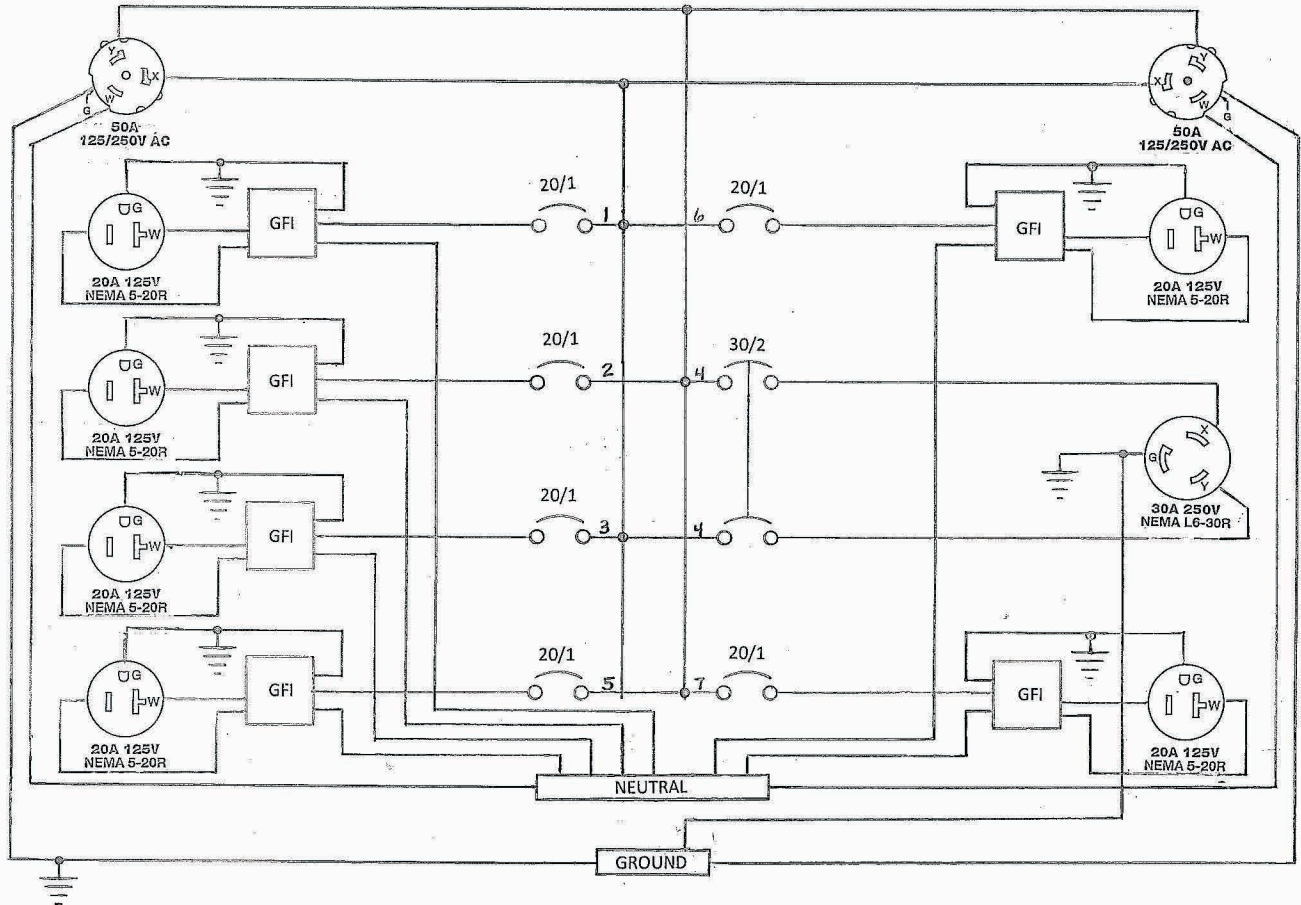 Y
X
W
G
50A
125/250V AC
Y
X
W
G
50A
125/250V AC
G
W
GFI
20A 125V
NEMA 5-20R
20/1
1
6
20/1
GFI
G
W
20A 125V
NEMA 5-20R
G
W
GFI
20A 125V
NEMA 5-20R
20/1
2
4
30/2
X
G
Y
30A 250V
NEMA L6-30R
G
W
GFI
20A 125V
NEMA 5-20R
20/1
3
4
G
W
GFI
20A 125V
NEMA 5-20R
20/1
5
7
20/1
GFI
G
W
20A 125V
NEMA 5-20R
NEUTRAL
GROUND